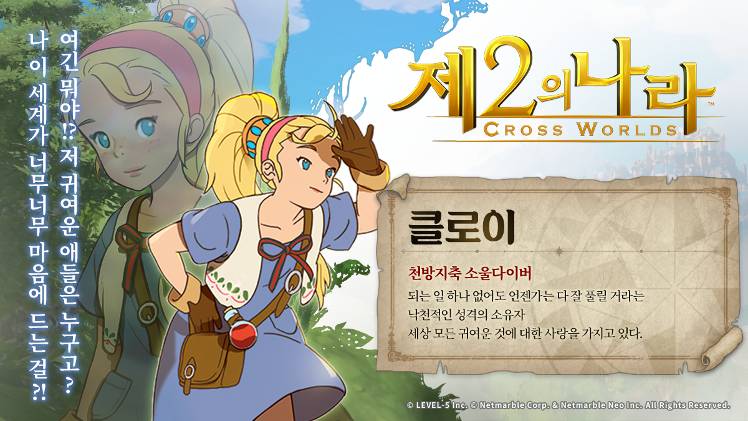 여긴 뭐야!? 저 귀여운 애들은 누구고?
나 이 세계가 너무너무 마음에 드는 걸?!
제2의나라™
CROSS WORLDS
클로이
천방지축 소울다이버
되는 일 하나 없어도 언젠가는 다 잘 풀릴 거라는
낙천적인 성격의 소유자
세상 모든 귀여운 것에 대한 사랑을 가지고 있다.
© LEVEL-5 Inc. © Netmarble Corp. & Netmarble Neo Inc. All Rights Reserved.